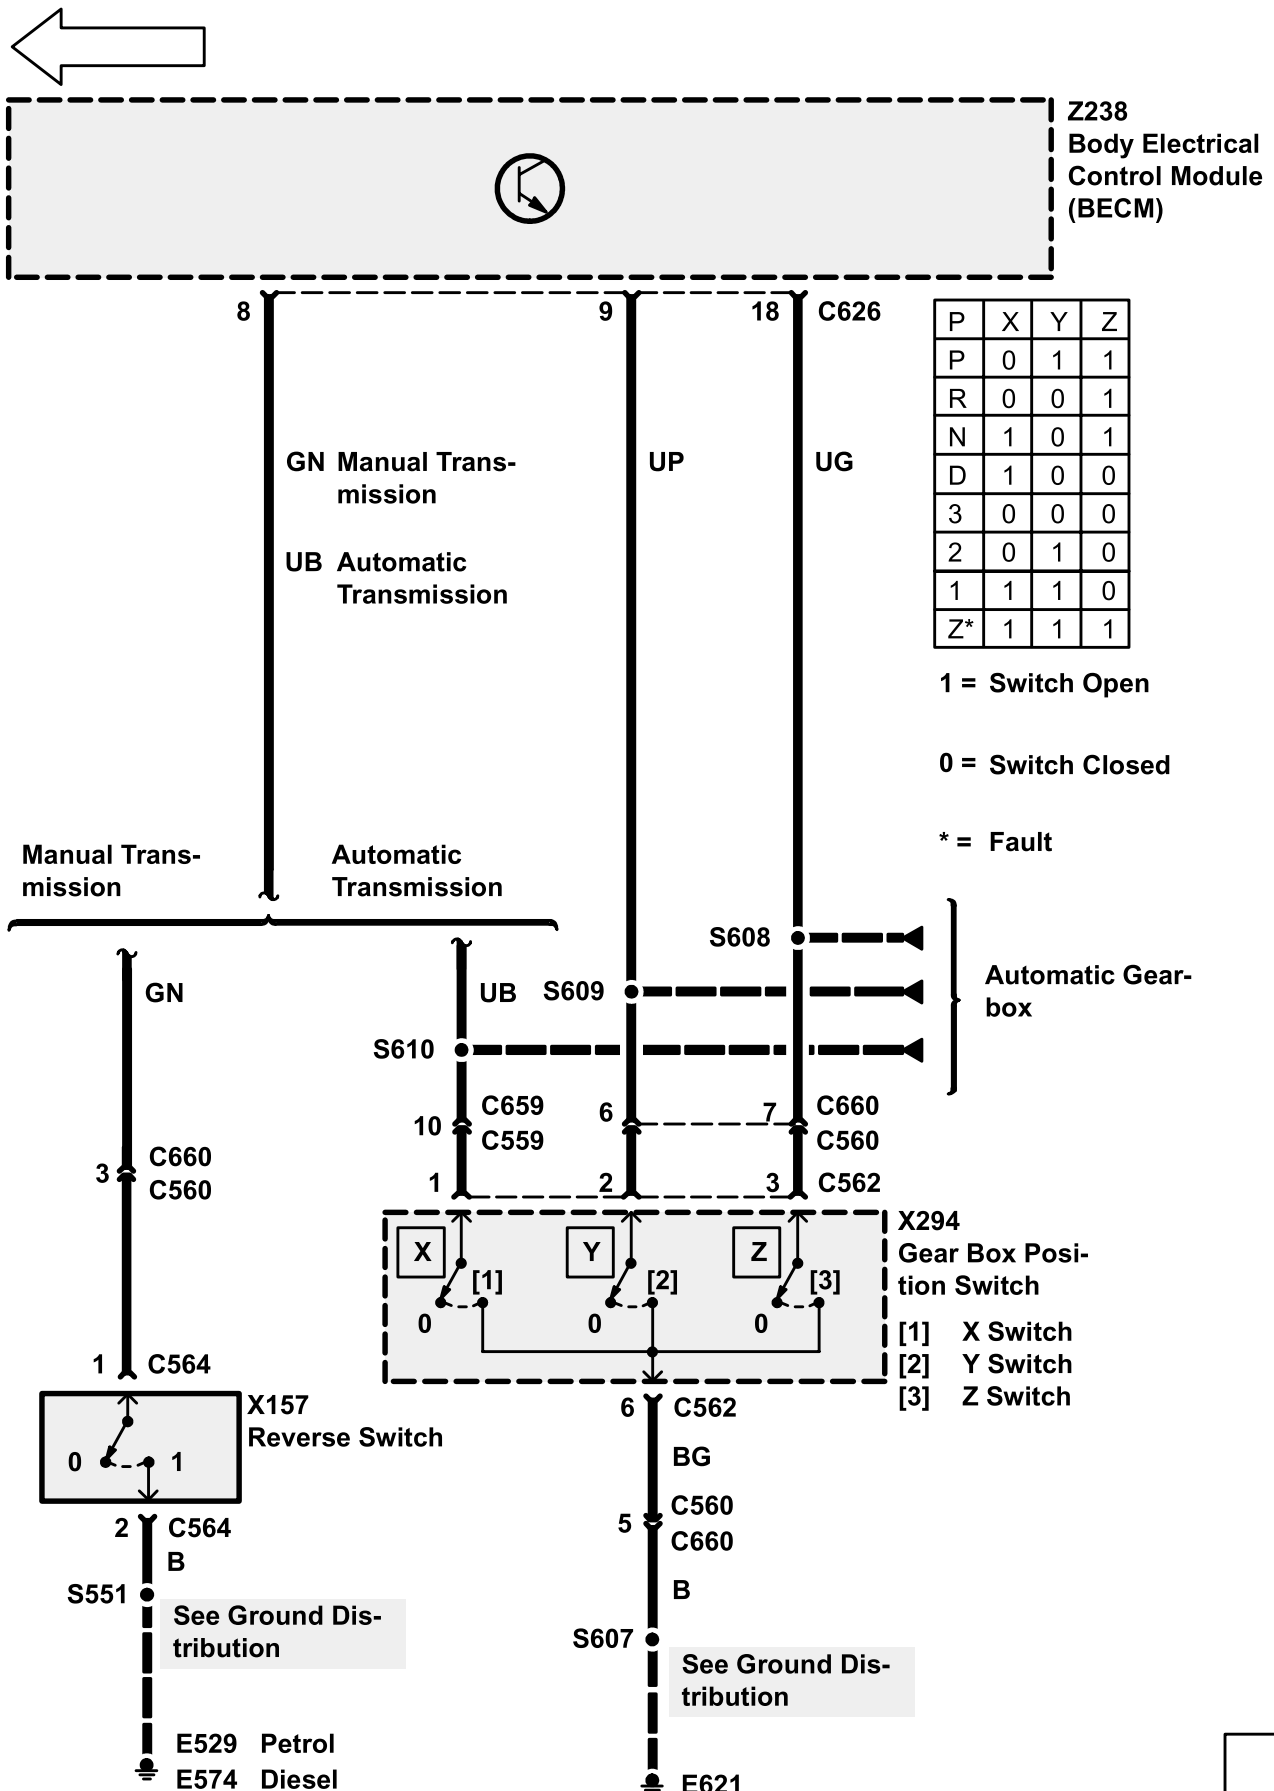 Z238
Body Electrical
Control Module
(BECM)
8
9
18 C626
P X Y Z
P 0 1 1
R 0 0 1
N 1 0 1
D 1 0 0
3 0 0 0
2 0 1 0
1 1 1 0
Z* 1 1 1
GN Manual Trans-
mission
UP
UG
UB Automatic
Transmission
1 = Switch Open
0 = Switch Closed
* = Fault
Manual Trans-
mission
Automatic
Transmission
S608
Automatic Gear-
box
GN
UB
S609
S610
10
C659
C559
6
7
C660
C560
3
C660
C560
1
2
3 C562
X294
Gear Box Posi-
tion Switch
[1] X Switch
[2] Y Switch
[3] Z Switch
X
[1]
0
Y
[2]
0
Z
[3]
0
1 C564
X157
Reverse Switch
0
1
2 C564
B
S551
See Ground Dis-
tribution
E529 Petrol
E574 Diesel
6 C562
BG
5
C560
C660
B
S607
See Ground Dis-
tribution
E621